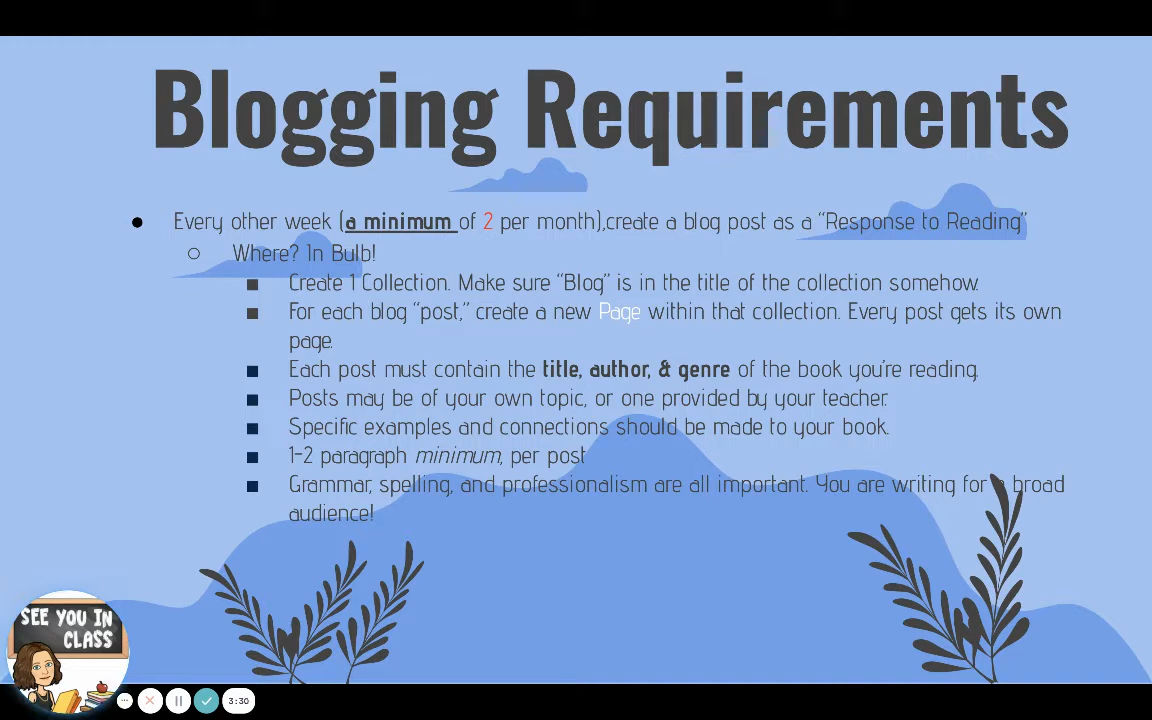 Blogging Requirements
● Every other week (a minimum of 2 per month),create a blog post as a “Response to Reading”
○ Where? In Bulb!
■ Create 1 Collection. Make sure “Blog” is in the title of the collection somehow.
■ For each blog “post,” create a new Page within that collection. Every post gets its own
page.
■ Each post must contain the title, author, & genre of the book you’re reading.
■ Posts may be of your own topic, or one provided by your teacher.
■ Specific examples and connections should be made to your book.
■ 1-2 paragraph minimum, per post
■ Grammar, spelling, and professionalism are all important. You are writing for a broad
audience!
SEE YOU IN
CLASS
3:30